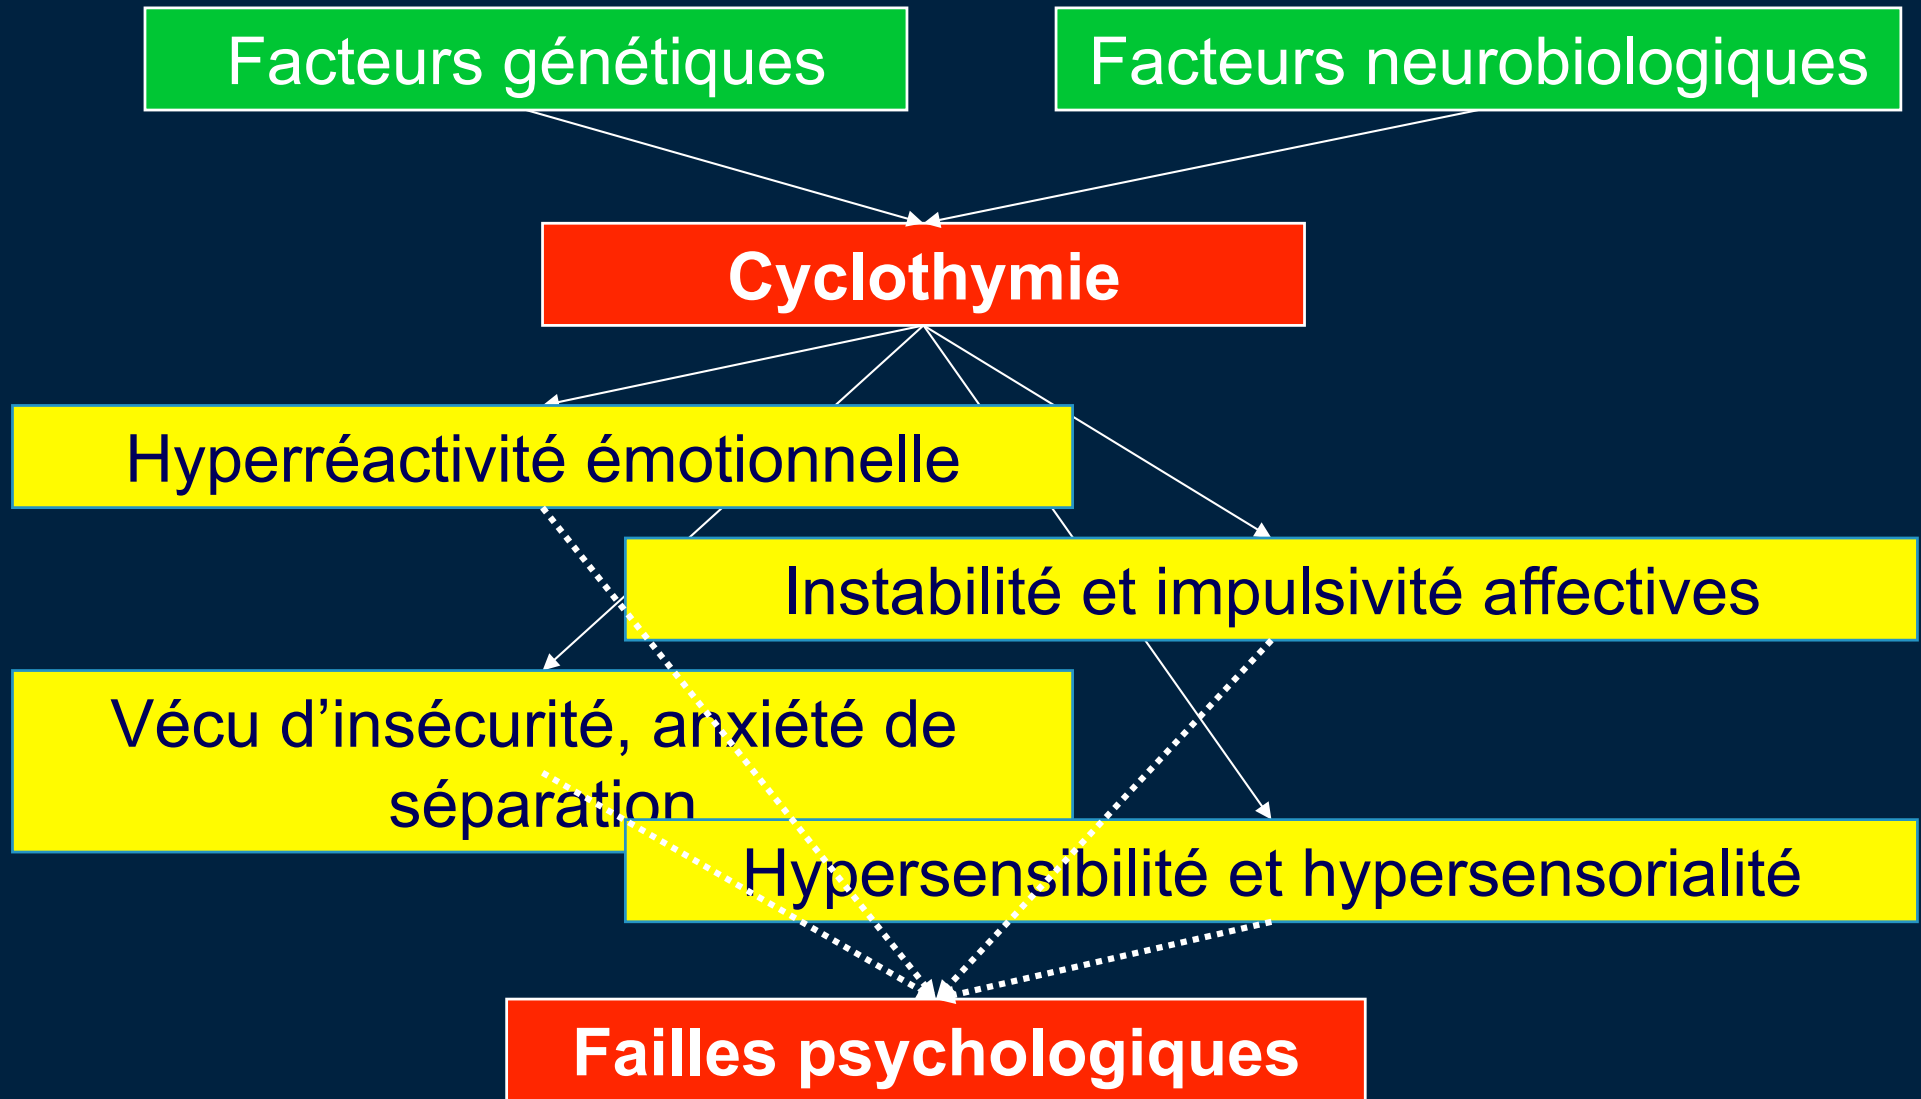 Facteurs génétiques
Facteurs neurobiologiques
Cyclothymie
Hyperréactivité émotionnelle
Instabilité et impulsivité affectives
Vécu d’insécurité, anxiété de
séparation
Hypersensibilité et hypersensorialité
Failles psychologiques